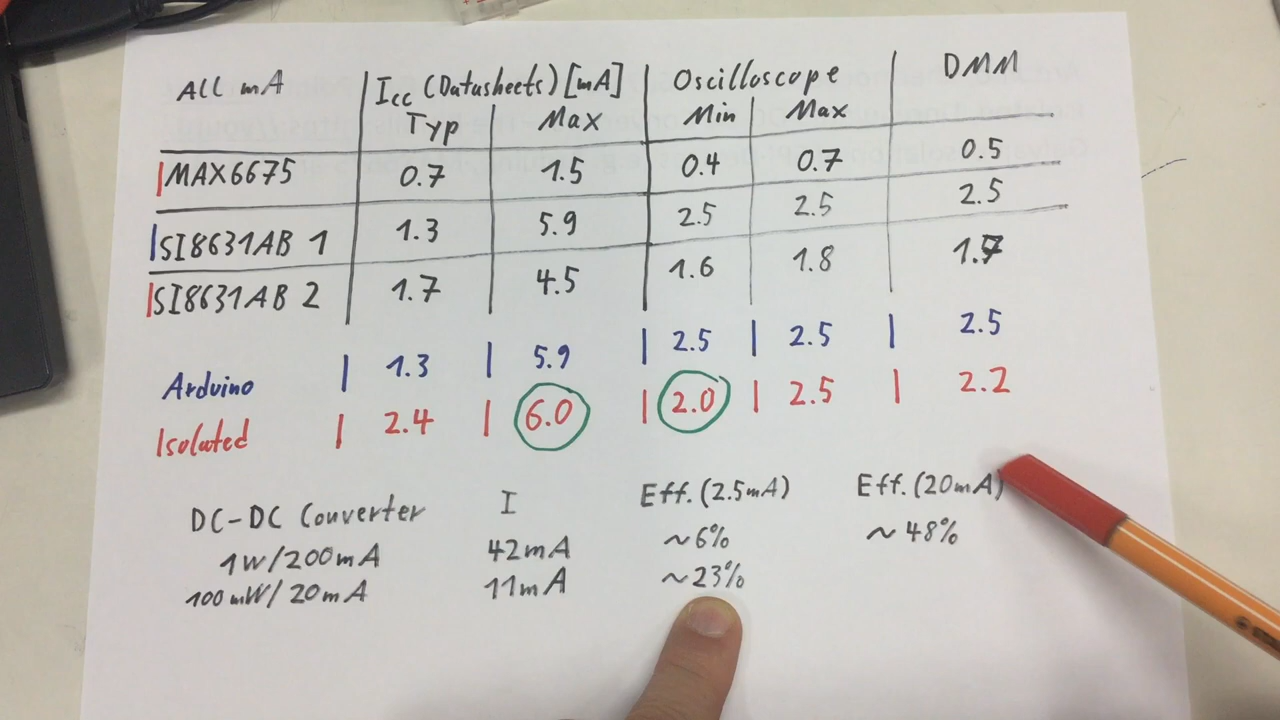 ALL mA Icc (Datasheets) [mA] Oscilloscope DMM
Typ Max Min Max
MAX6675 0.7 1.5 0.4 0.7 0.5
SI8631AB 1 1.3 5.9 2.5 2.5 2.5
SI8631AB 2 1.7 4.5 1.6 1.8 1.7
Arduino 1.3 5.9 2.5 2.5 2.5
Isolated 2.4 6.0 2.0 2.5 2.2
DC-DC Converter I Eff. (2.5mA) Eff. (20mA)
1W/200mA 42mA ~6% ~48%
100mW/20mA 11mA ~23%